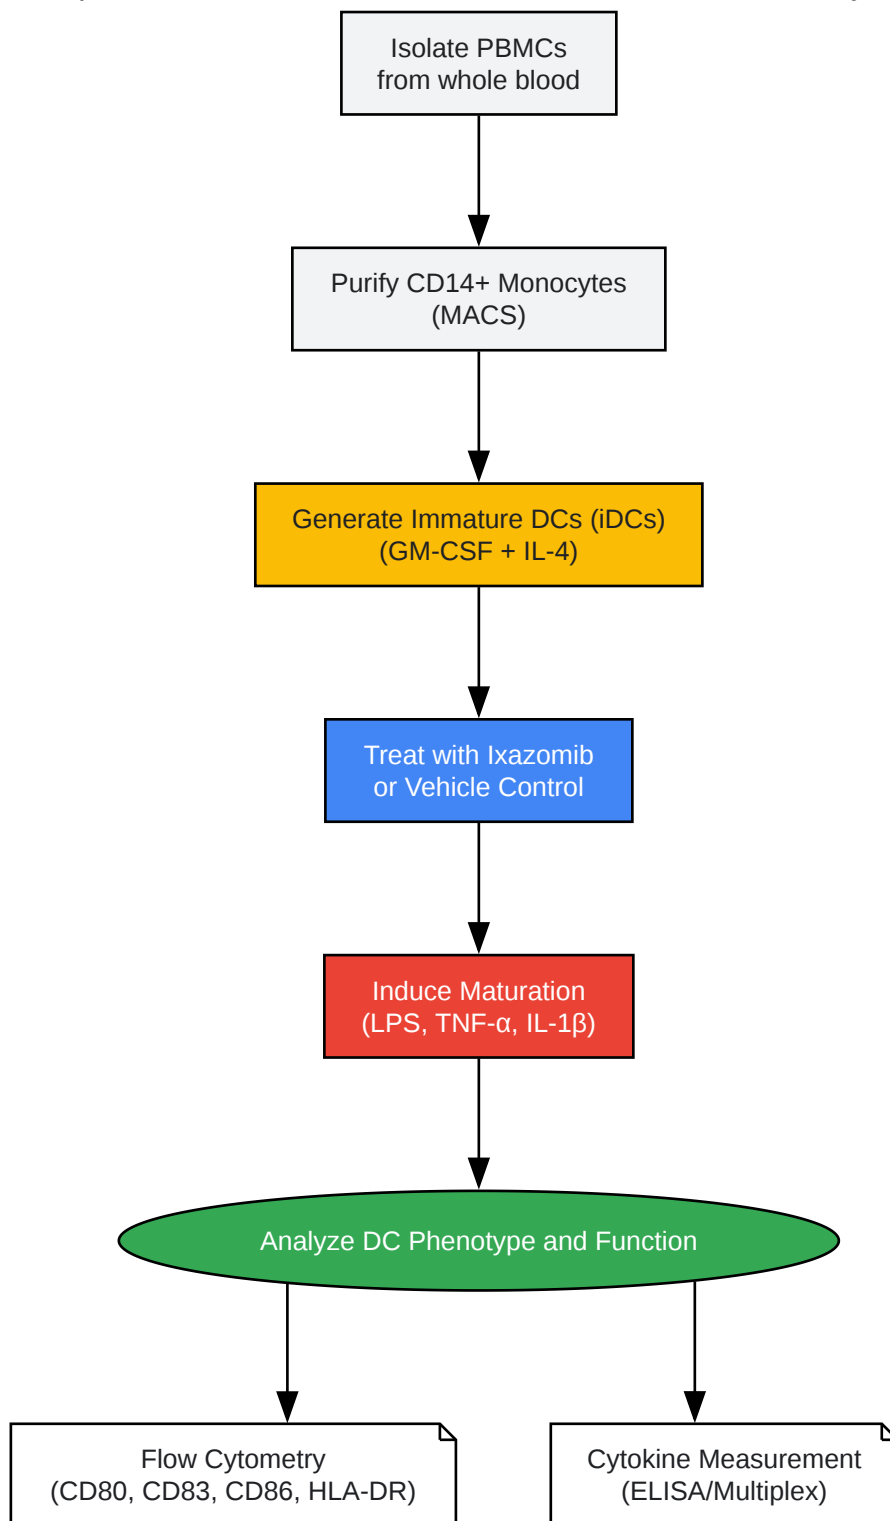 Isolate PBMCs
from whole blood
Purify CD14+ Monocytes
(MACS)
Generate Immature DCs (iDCs)
(GM-CSF + IL-4)
Treat with Ixazomib
or Vehicle Control
Induce Maturation
(LPS, TNF-α, IL-1β)
Analyze DC Phenotype and Function
Flow Cytometry
(CD80, CD83, CD86, HLA-DR)
Cytokine Measurement
(ELISA/Multiplex)